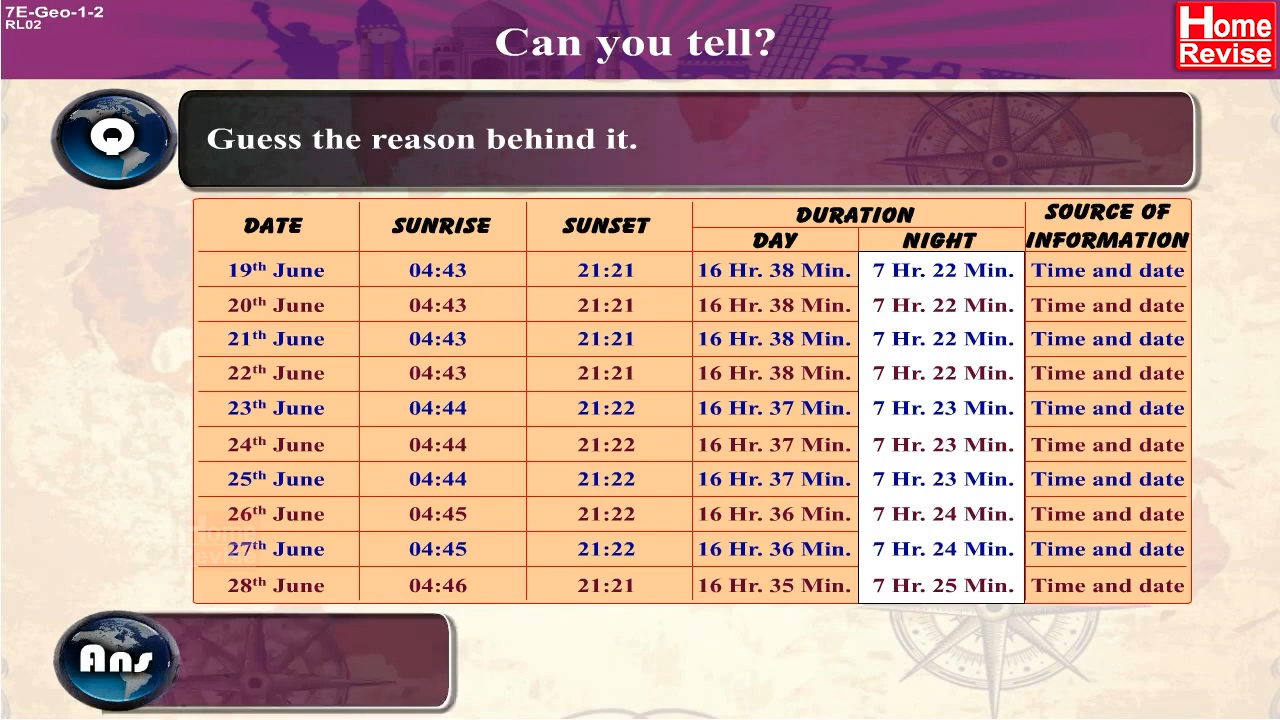 7E-Geo-1-2
RL02
Can you tell?
Home
Revise
Q
Guess the reason behind it.
DATE SUNRISE SUNSET DURATION SOURCE OF INFORMATION
DAY NIGHT
19th June 04:43 21:21 16 Hr. 38 Min. 7 Hr. 22 Min. Time and date
20th June 04:43 21:21 16 Hr. 38 Min. 7 Hr. 22 Min. Time and date
21th June 04:43 21:21 16 Hr. 38 Min. 7 Hr. 22 Min. Time and date
22th June 04:43 21:21 16 Hr. 38 Min. 7 Hr. 22 Min. Time and date
23th June 04:44 21:22 16 Hr. 37 Min. 7 Hr. 23 Min. Time and date
24th June 04:44 21:22 16 Hr. 37 Min. 7 Hr. 23 Min. Time and date
25th June 04:44 21:22 16 Hr. 37 Min. 7 Hr. 23 Min. Time and date
26th June 04:45 21:22 16 Hr. 36 Min. 7 Hr. 24 Min. Time and date
Home
Revise
27th June 04:45 21:22 16 Hr. 36 Min. 7 Hr. 24 Min. Time and date
28th June 04:46 21:21 16 Hr. 35 Min. 7 Hr. 25 Min. Time and date
Ans